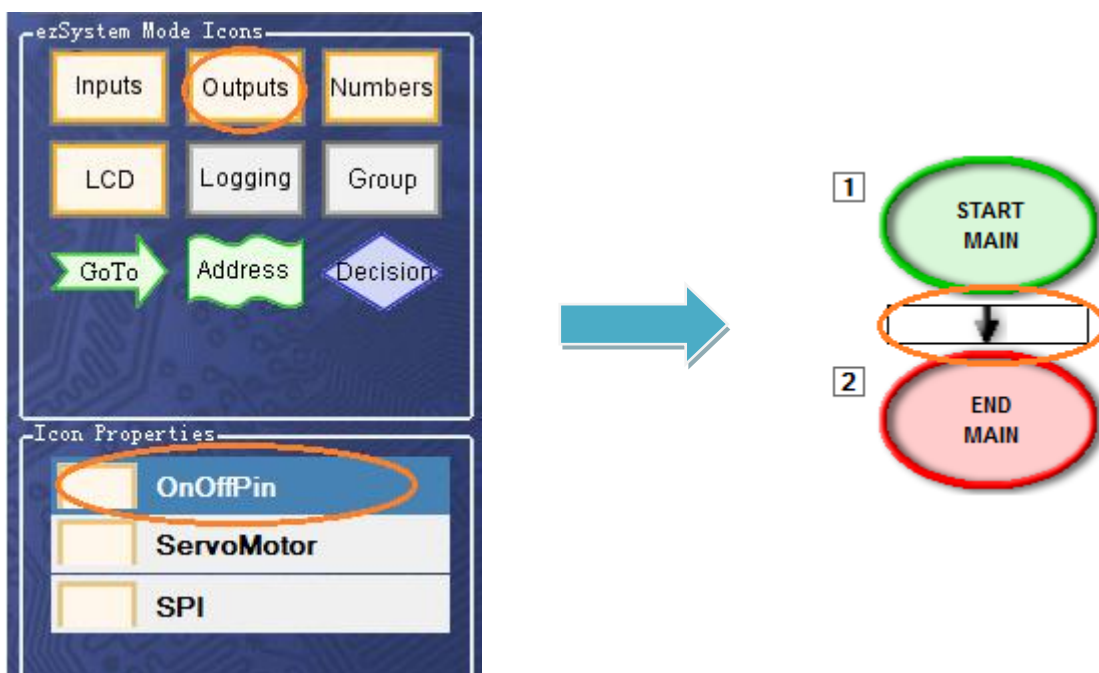 ezSystem Mode Icons
Inputs
Outputs
Numbers
LCD
Logging
Group
GoTo
Address
Decision
Icon Properties
OnOffPin
ServoMotor
SPI
1
START
MAIN
2
END
MAIN